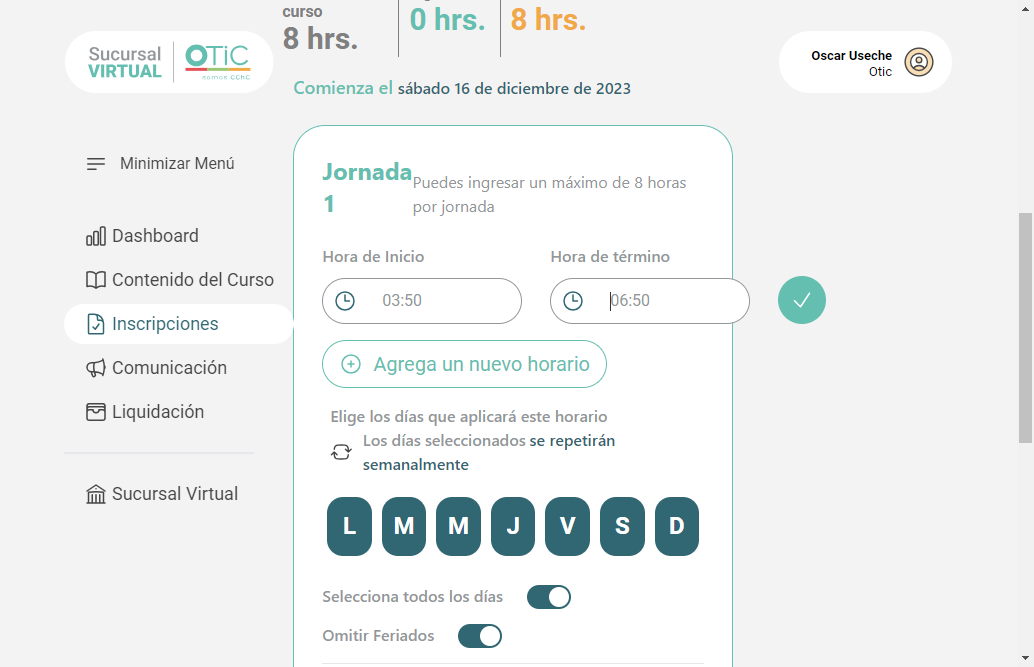 curso
8 hrs.
0 hrs.
8 hrs.
Sucursal
VIRTUAL
OTiC
somos CChC
Oscar Useche
Otic
Comienza el sábado 16 de diciembre de 2023
Minimizar Menú
Dashboard
Contenido del Curso
Inscripciones
Comunicación
Liquidación
Sucursal Virtual
Jornada
1
Puedes ingresar un máximo de 8 horas
por jornada
Hora de Inicio
Hora de término
03:50
06:50
Agrega un nuevo horario
Elige los días que aplicará este horario
Los días seleccionados se repetirán
semanalmente
L M M J V S D
Selecciona todos los días
Omitir Feriados